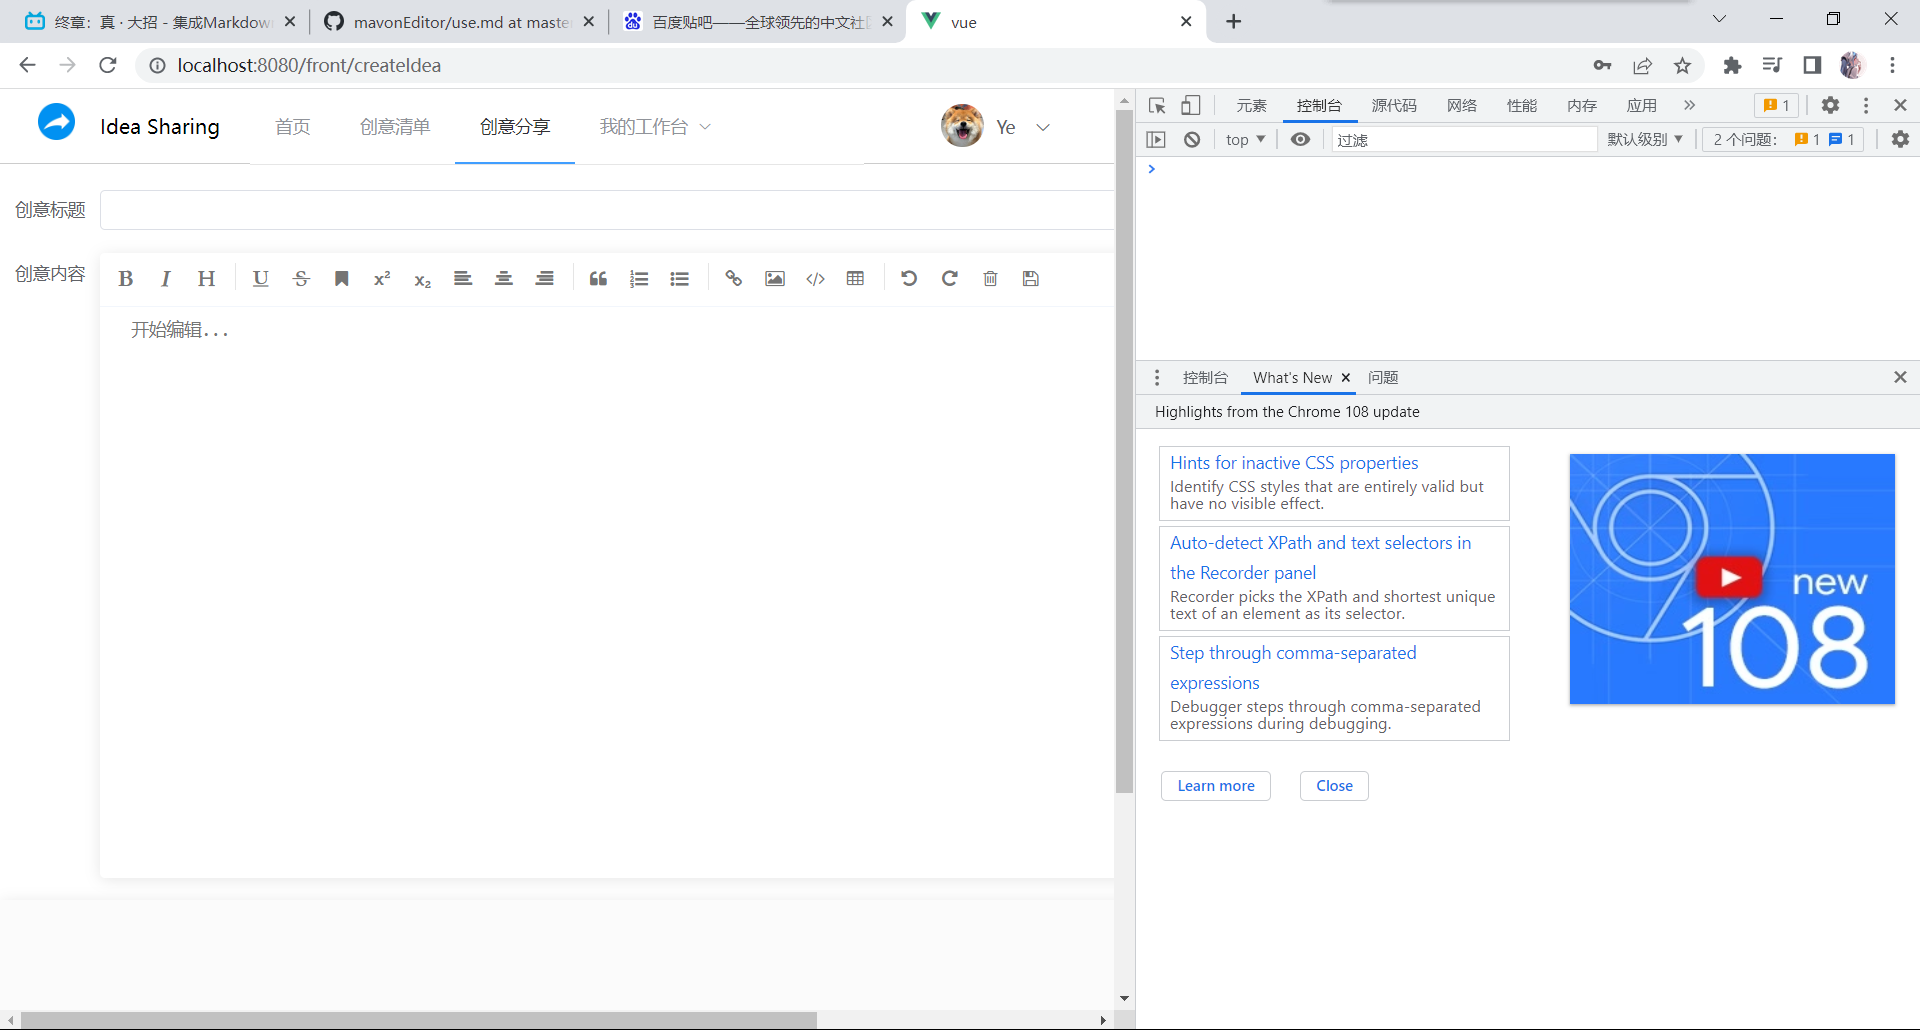 终章：真 · 大招 - 集成Markdow
mavonEditor/use.md at maste
百度贴吧——全球领先的中文社
vue
localhost:8080/front/createIdea
Idea Sharing
首页
创意清单
创意分享
我的工作台
Ye
创意标题
创意内容
B I H U S x² x₂
开始编辑...
元素 控制台 源代码 网络 性能 内存 应用 » 1
top 过滤 默认级别 2 个问题： 1 1
控制台 What's New 问题
Highlights from the Chrome 108 update
Hints for inactive CSS properties
Identify CSS styles that are entirely valid but
have no visible effect.
Auto-detect XPath and text selectors in
the Recorder panel
Recorder picks the XPath and shortest unique
text of an element as its selector.
Step through comma-separated
expressions
Debugger steps through comma-separated
expressions during debugging.
Learn more
Close
new
108